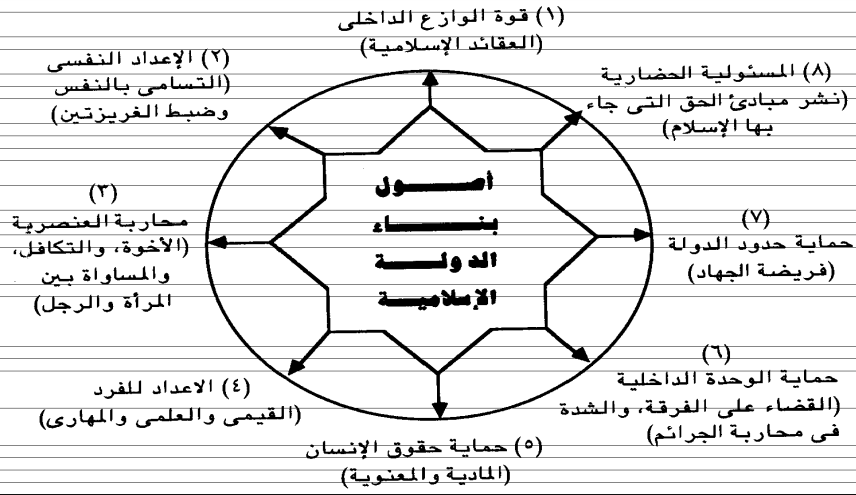 (١) قوة الوازع الداخلى
(العقائد الإسلامية)
(٢) الإعداد النفسى
(التسامى بالنفس
وضبط الغريزتين)
(٣)
محاربة العنصرية
(الأخوة، والتكافل،
والمساواة بين
المرأة والرجل)
(٤) الاعداد للفرد
(القيمى والعلمى والمهارى)
(٥) حماية حقوق الإنسان
(المادية والمعنوية)
(٦)
حماية الوحدة الداخلية
(القضاء على الفرقة، والشدة
فى محاربة الجرائم)
(٧)
حماية حدود الدولة
(فريضة الجهاد)
(٨) المسئولية الحضارية
(نشر مبادئ الحق التى جاء
بها الإسلام)
أصول
بناء
الدولة
الإسلامية